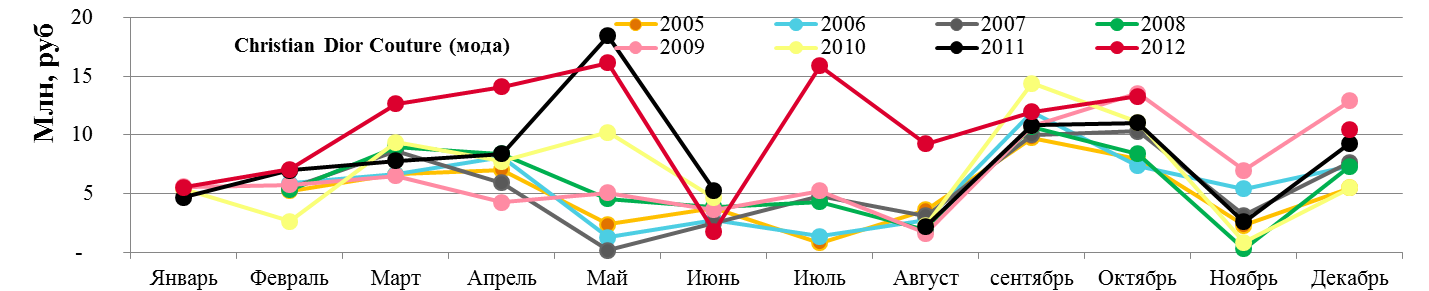 Млн, руб
20
15
10
5
-
Christian Dior Couture (мода)
2005 2006 2007 2008
2009 2010 2011 2012
Январь Февраль Март Апрель Май Июнь Июль Август сентябрь Октябрь Ноябрь Декабрь